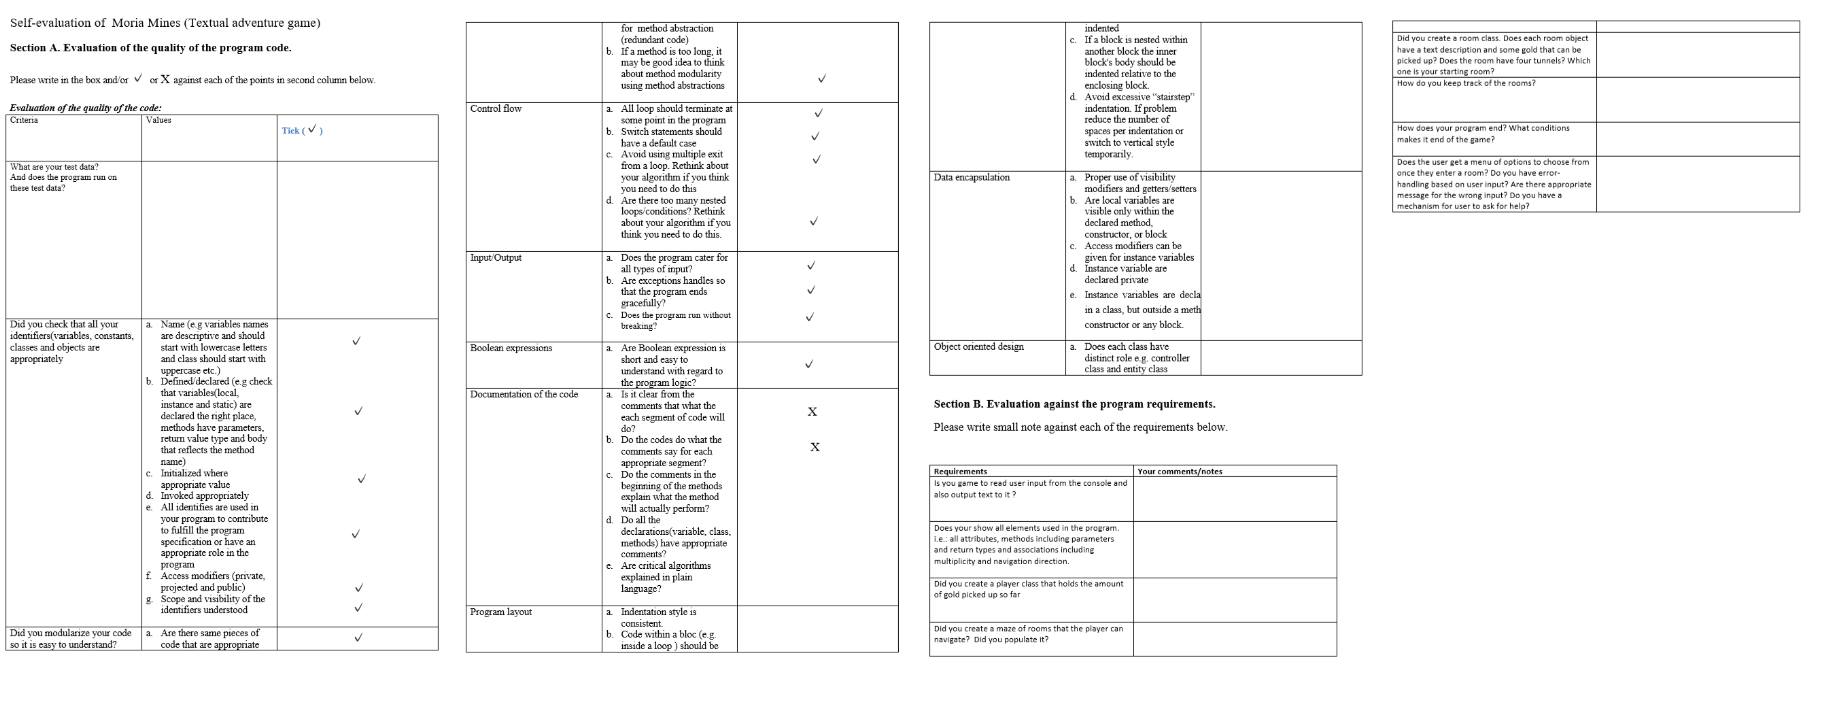 Self-evaluation of Moria Mines (Textual adventure game)
Section A. Evaluation of the quality of the program code.
Please write in the box and/or ✓ or X against each of the points in second column below.
Evaluation of the quality of the code:
Criteria
Values
Tick ( ✓ )
What are your test data?
And does the program run on
these test data?
Did you check that all your
identifiers(variables, constants,
classes and objects are
appropriately
a. Name (e.g variables names
are descriptive and should
start with lowercase letters
and class should start with
uppercase etc.)
✓
b. Defined/declared (e.g check
that variables(local,
instance and static) are
declared the right place,
methods have parameters,
return value type and body
that reflects the method
name)
✓
c. Initialized where
appropriate value
✓
d. Invoked appropriately
e. All identifies are used in
your program to contribute
to fulfill the program
specification or have an
appropriate role in the
program
✓
f. Access modifiers (private,
projected and public)
✓
g. Scope and visibility of the
identifiers understood
✓
Did you modularize your code
so it is easy to understand?
a. Are there same pieces of
code that are appropriate
✓
for method abstraction
(redundant code)
b. If a method is too long, it
may be good idea to think
about method modularity
using method abstractions
✓
Control flow
a. All loop should terminate at
some point in the program
✓
b. Switch statements should
have a default case
✓
c. Avoid using multiple exit
from a loop. Rethink about
your algorithm if you think
you need to do this
✓
d. Are there too many nested
loops/conditions? Rethink
about your algorithm if you
think you need to do this.
✓
Input/Output
a. Does the program cater for
all types of input?
✓
b. Are exceptions handles so
that the program ends
gracefully?
✓
c. Does the program run without
breaking?
✓
Boolean expressions
a. Are Boolean expression is
short and easy to
understand with regard to
the program logic?
✓
Documentation of the code
a. Is it clear from the
comments that what the
each segment of code will
do?
X
b. Do the codes do what the
comments say for each
appropriate segment?
X
c. Do the comments in the
beginning of the methods
explain what the method
will actually perform?
d. Do all the
declarations(variable, class,
methods) have appropriate
comments?
e. Are critical algorithms
explained in plain
language?
Program layout
a. Indentation style is
consistent.
b. Code within a bloc (e.g.
inside a loop ) should be
indented
c. If a block is nested within
another block the inner
block's body should be
indented relative to the
enclosing block.
d. Avoid excessive “stairstep”
indentation. If problem
reduce the number of
spaces per indentation or
switch to vertical style
temporarily.
Data encapsulation
a. Proper use of visibility
modifiers and getters/setters
b. Are local variables are
visible only within the
declared method,
constructor, or block
c. Access modifiers can be
given for instance variables
d. Instance variable are
declared private
e. Instance variables are decla
in a class, but outside a meth
constructor or any block.
Object oriented design
a. Does each class have
distinct role e.g. controller
class and entity class
Section B. Evaluation against the program requirements.
Please write small note against each of the requirements below.
Requirements
Your comments/notes
Is you game to read user input from the console and
also output text to it ?
Does your show all elements used in the program.
i.e.: all attributes, methods including parameters
and return types and associations including
multiplicity and navigation direction.
Did you create a player class that holds the amount
of gold picked up so far
Did you create a maze of rooms that the player can
navigate? Did you populate it?
Did you create a room class. Does each room object
have a text description and some gold that can be
picked up? Does the room have four tunnels? Which
one is your starting room?
How do you keep track of the rooms?
How does your program end? What conditions
makes it end of the game?
Does the user get a menu of options to choose from
once they enter a room? Do you have error-
handling based on user input? Are there appropriate
message for the wrong input? Do you have a
mechanism for user to ask for help?